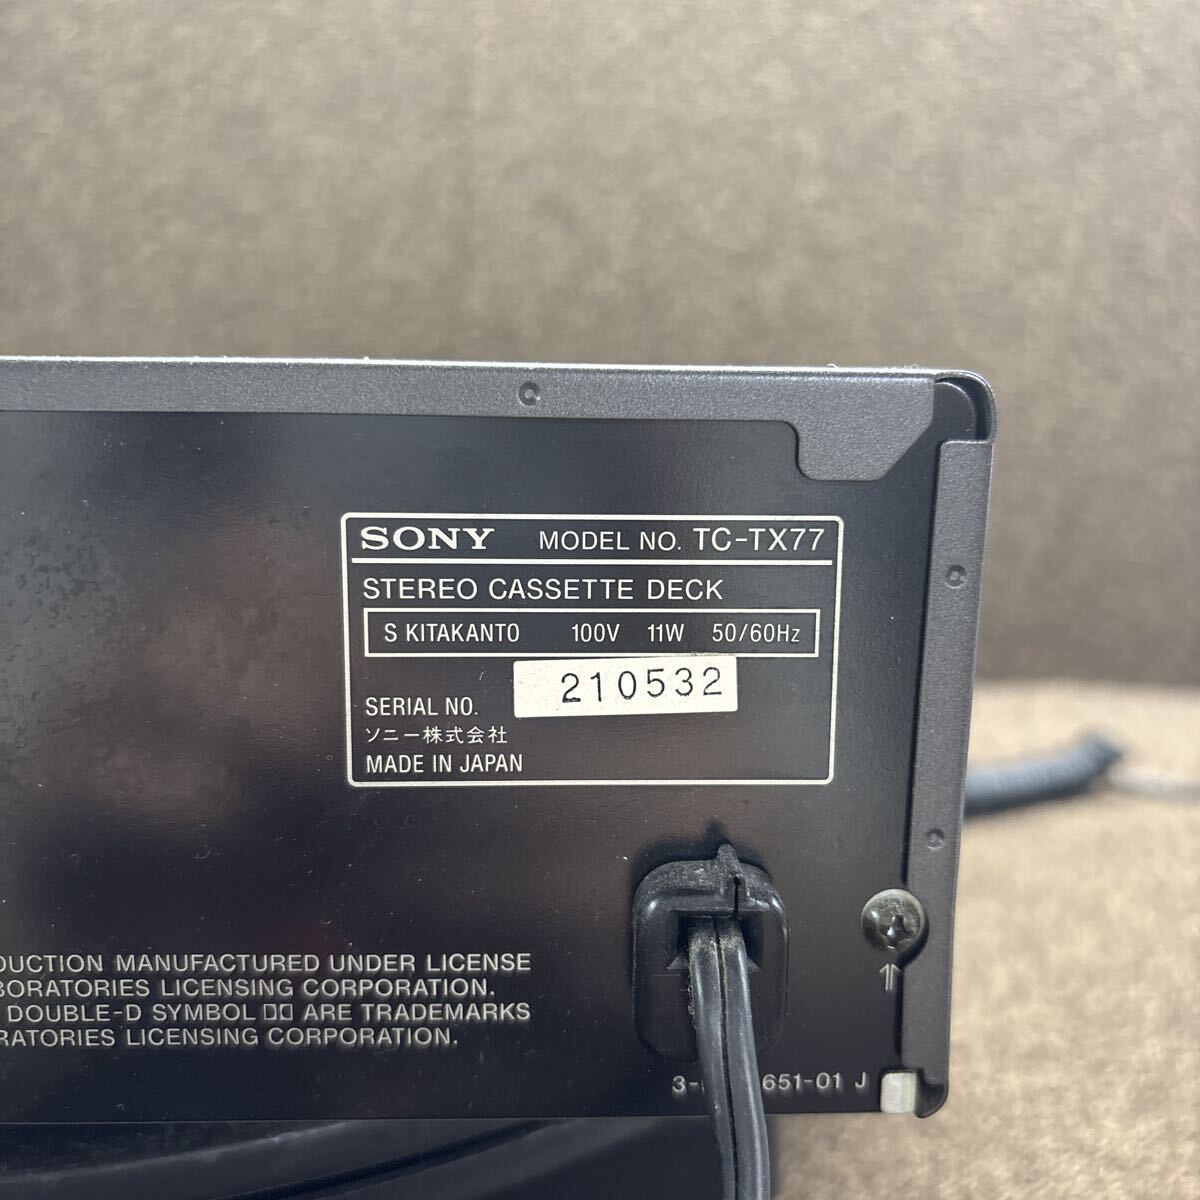 SONY MODEL NO. TC-TX77
STEREO CASSETTE DECK
S KITAKANTO 100V 11W 50/60Hz
SERIAL NO. 210532
ソニー株式会社
MADE IN JAPAN
DUCTION MANUFACTURED UNDER LICENSE
BORATORIES LICENSING CORPORATION.
DOUBLE-D SYMBOL ARE TRADEMARKS
RATORIES LICENSING CORPORATION.
651-01 J